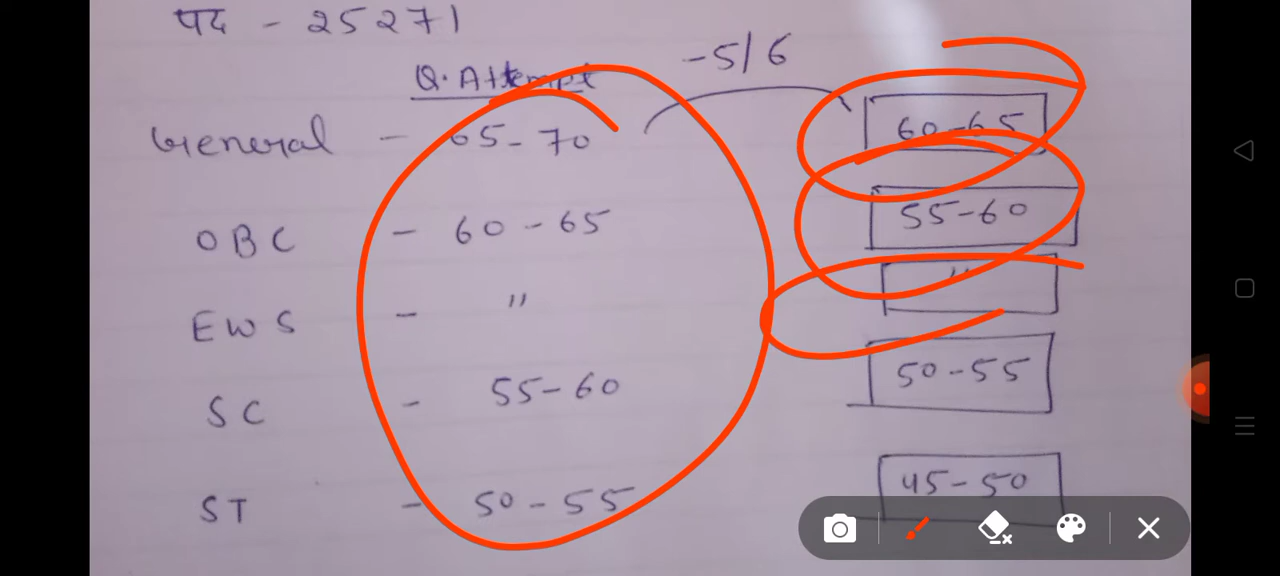 पद - 25271
Q. Attempt
-5/6
General - 65-70 60-65
OBC - 60-65 55-60
EWS - " "
SC - 55-60 50-55
ST - 50-55 45-50